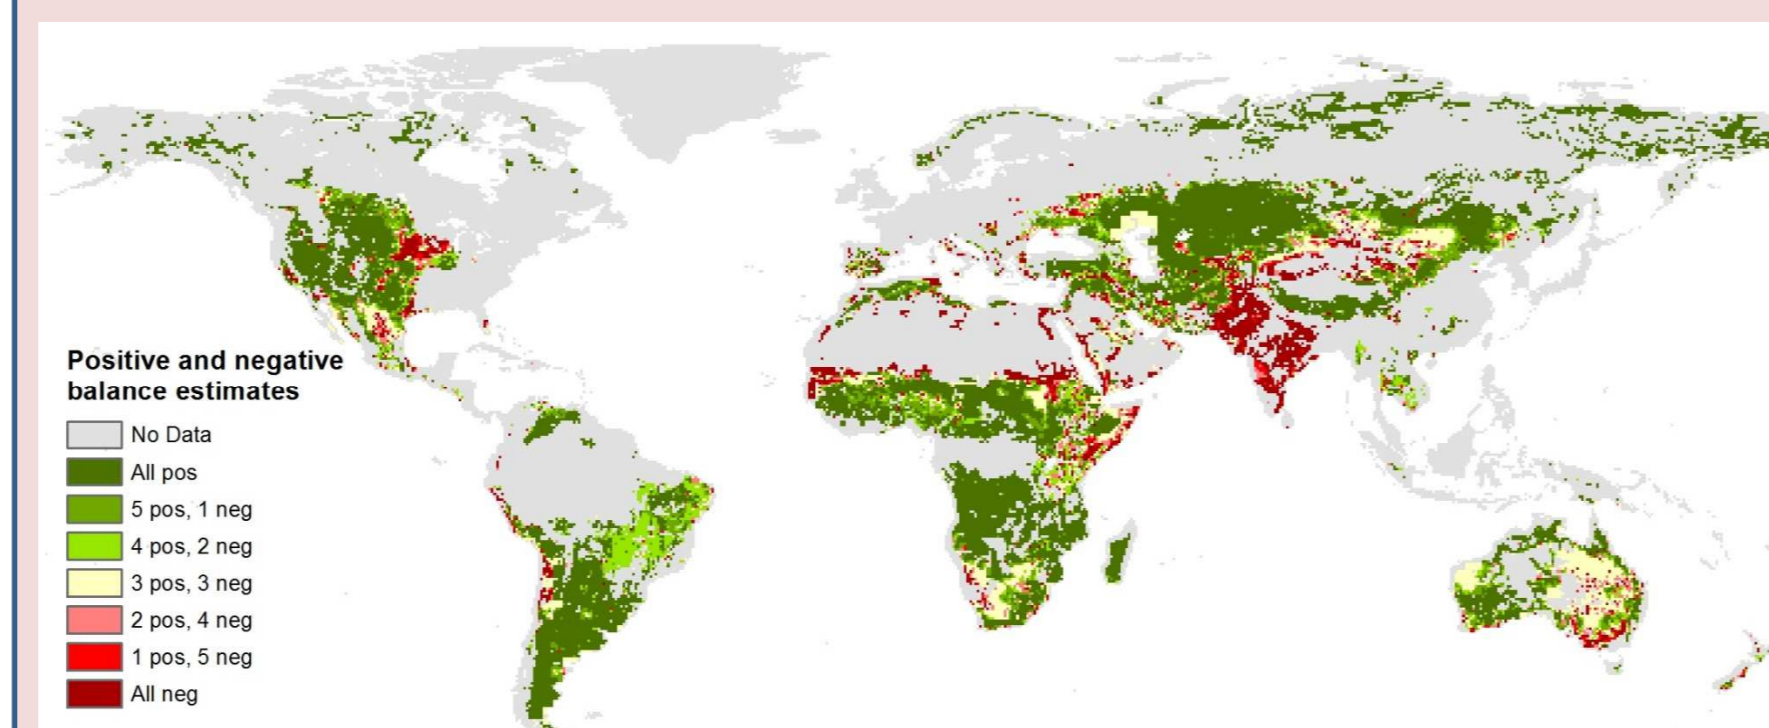 Positive and negative
balance estimates
No Data
All pos
5 pos, 1 neg
4 pos, 2 neg
3 pos, 3 neg
2 pos, 4 neg
1 pos, 5 neg
All neg